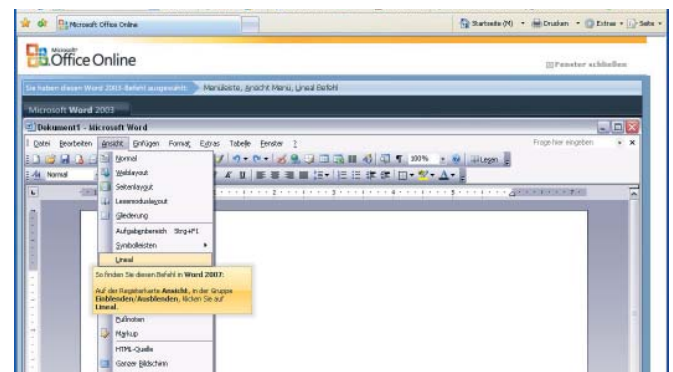 Microsoft Office Online
Startseite (M)
Drucken
Extras
Microsoft
Office Online
Fenster schließen
Sie haben diesen Word 2003-Befehl ausgewählt:
Menüleiste, Ansicht Menü, Lineal Befehl
Microsoft Word 2003
Dokument1 - Microsoft Word
Datei Bearbeiten Ansicht Einfügen Format Extras Tabelle Fenster ?
Frage hier eingeben
100%
Lesen
Normal
F K U
Normal
Weblayout
Seitenlayout
Lesemoduslayout
Gliederung
Aufgabenbereich Strg+F1
Symbolleisten
Lineal
So finden Sie diesen Befehl in Word 2007:
Auf der Registerkarte Ansicht, in der Gruppe
Einblenden/Ausblenden, klicken Sie auf
Lineal.
Fußnoten
Markup
HTML-Quelle
Ganzer Bildschirm